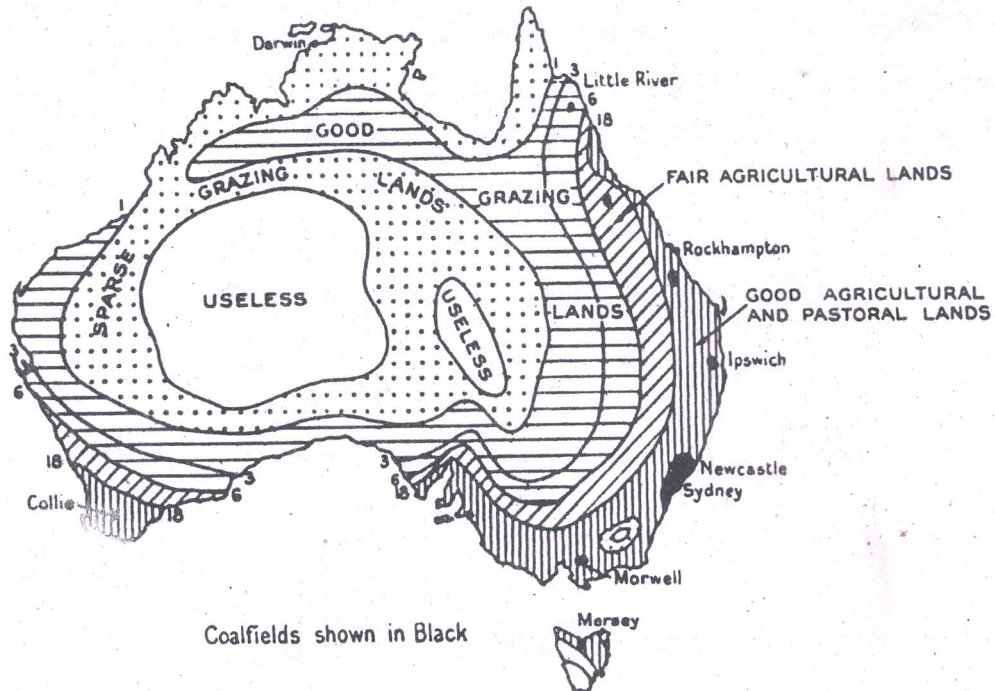 Darwin
1
3
Little River
6
18
GOOD
GRAZING
LANDS
GRAZING
FAIR AGRICULTURAL LANDS
1
SPARSE
Rockhampton
USELESS
USELESS
LANDS
GOOD AGRICULTURAL
AND PASTORAL LANDS
Ipswich
3
6
18
3
6
18
Collie
18
3
6
Newcastle
Sydney
Morwell
Mersey
Coalfields shown in Black